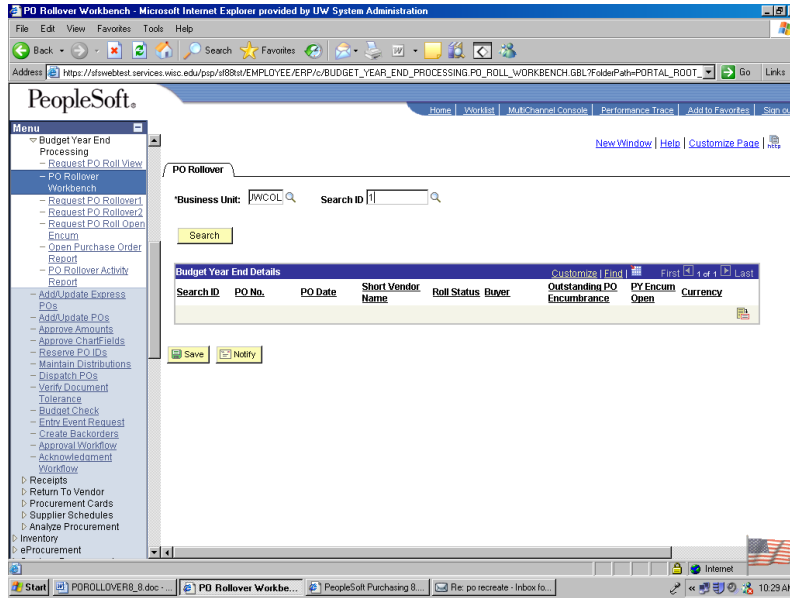 PO Rollover Workbench - Microsoft Internet Explorer provided by UW System Administration
File Edit View Favorites Tools Help
Back Search Favorites
Address https://sfswebtest.services.wisc.edu/psp/sf88tst/EMPLOYEE/ERP/c/BUDGET_YEAR_END_PROCESSING.PO_ROLL_WORKBENCH.GBL?FolderPath=PORTAL_ROOT_ Go Links
PeopleSoft.
Home | Worklist | MultiChannel Console | Performance Trace | Add to Favorites | Sign ou
Menu
Budget Year End Processing
– Request PO Roll View
– PO Rollover Workbench
– Request PO Rollover1
– Request PO Rollover2
– Request PO Roll Open Encum
– Open Purchase Order Report
– PO Rollover Activity Report
– Add/Update Express POs
– Add/Update POs
– Approve Amounts
– Approve ChartFields
– Reserve PO IDs
– Maintain Distributions
– Dispatch POs
– Verify Document Tolerance
– Budget Check
– Entry Event Request
– Create Backorders
– Approval Workflow
– Acknowledgment Workflow
Receipts
Return To Vendor
Procurement Cards
Supplier Schedules
Analyze Procurement
Inventory
eProcurement
New Window | Help | Customize Page | http
PO Rollover
*Business Unit: UWCOL Search ID 1
Search
Budget Year End Details Customize | Find | First 1 of 1 Last
Search ID PO No. PO Date Short Vendor Name Roll Status Buyer Outstanding PO Encumbrance PY Encum Open Currency
Save Notify
Internet
Start POROLLOVER8_8.doc - ... PO Rollover Workbe... PeopleSoft Purchasing 8.... Re: po recreate - Inbox fo... 10:29 AM